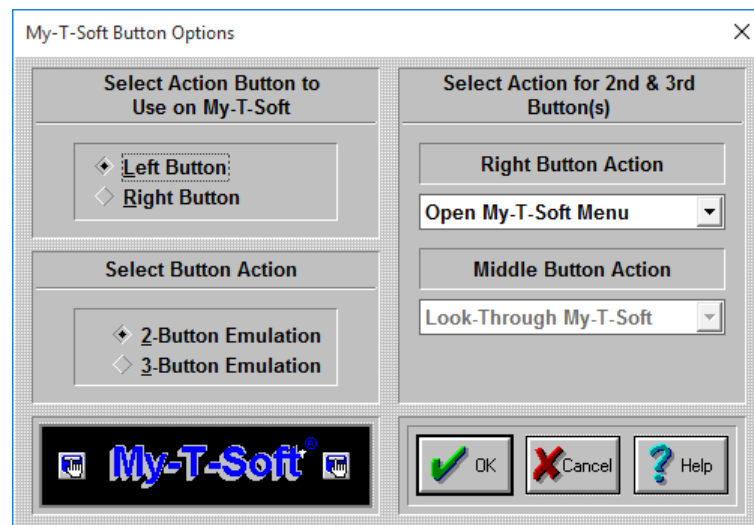 My-T-Soft Button Options
Select Action Button to
Use on My-T-Soft
Left Button
Right Button
Select Button Action
2-Button Emulation
3-Button Emulation
Select Action for 2nd & 3rd
Button(s)
Right Button Action
Open My-T-Soft Menu
Middle Button Action
Look-Through My-T-Soft
My-T-Soft®
OK
Cancel
Help